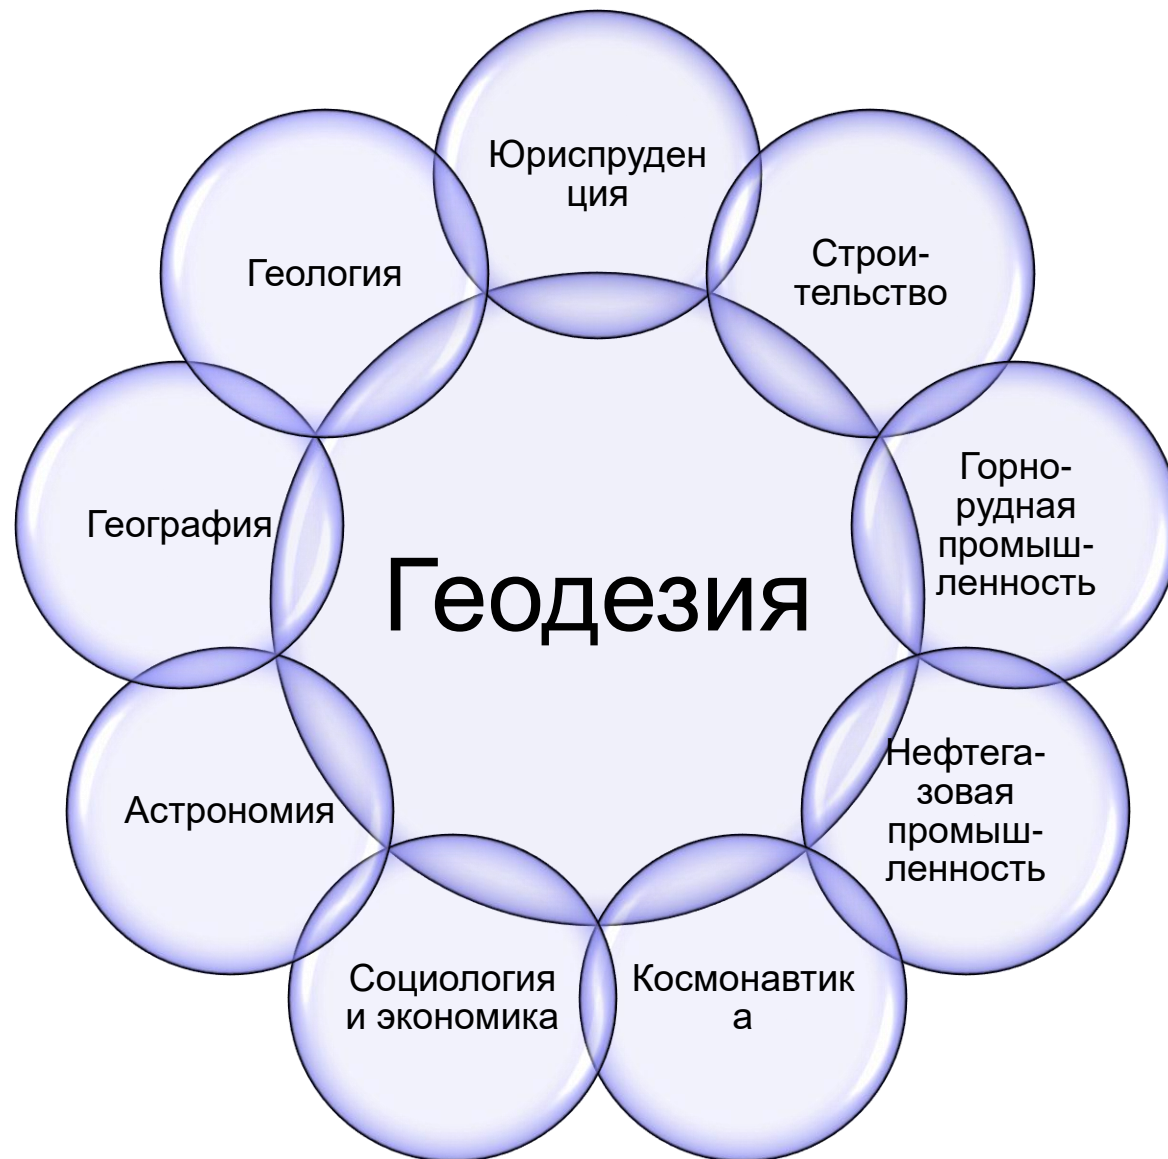 Юриспруден
ция
Строи-
тельство
Горно-
рудная
промыш-
ленность
Нефтега-
зовая
промыш-
ленность
Космонавтик
а
Социология
и экономика
Астрономия
География
Геология
Геодезия